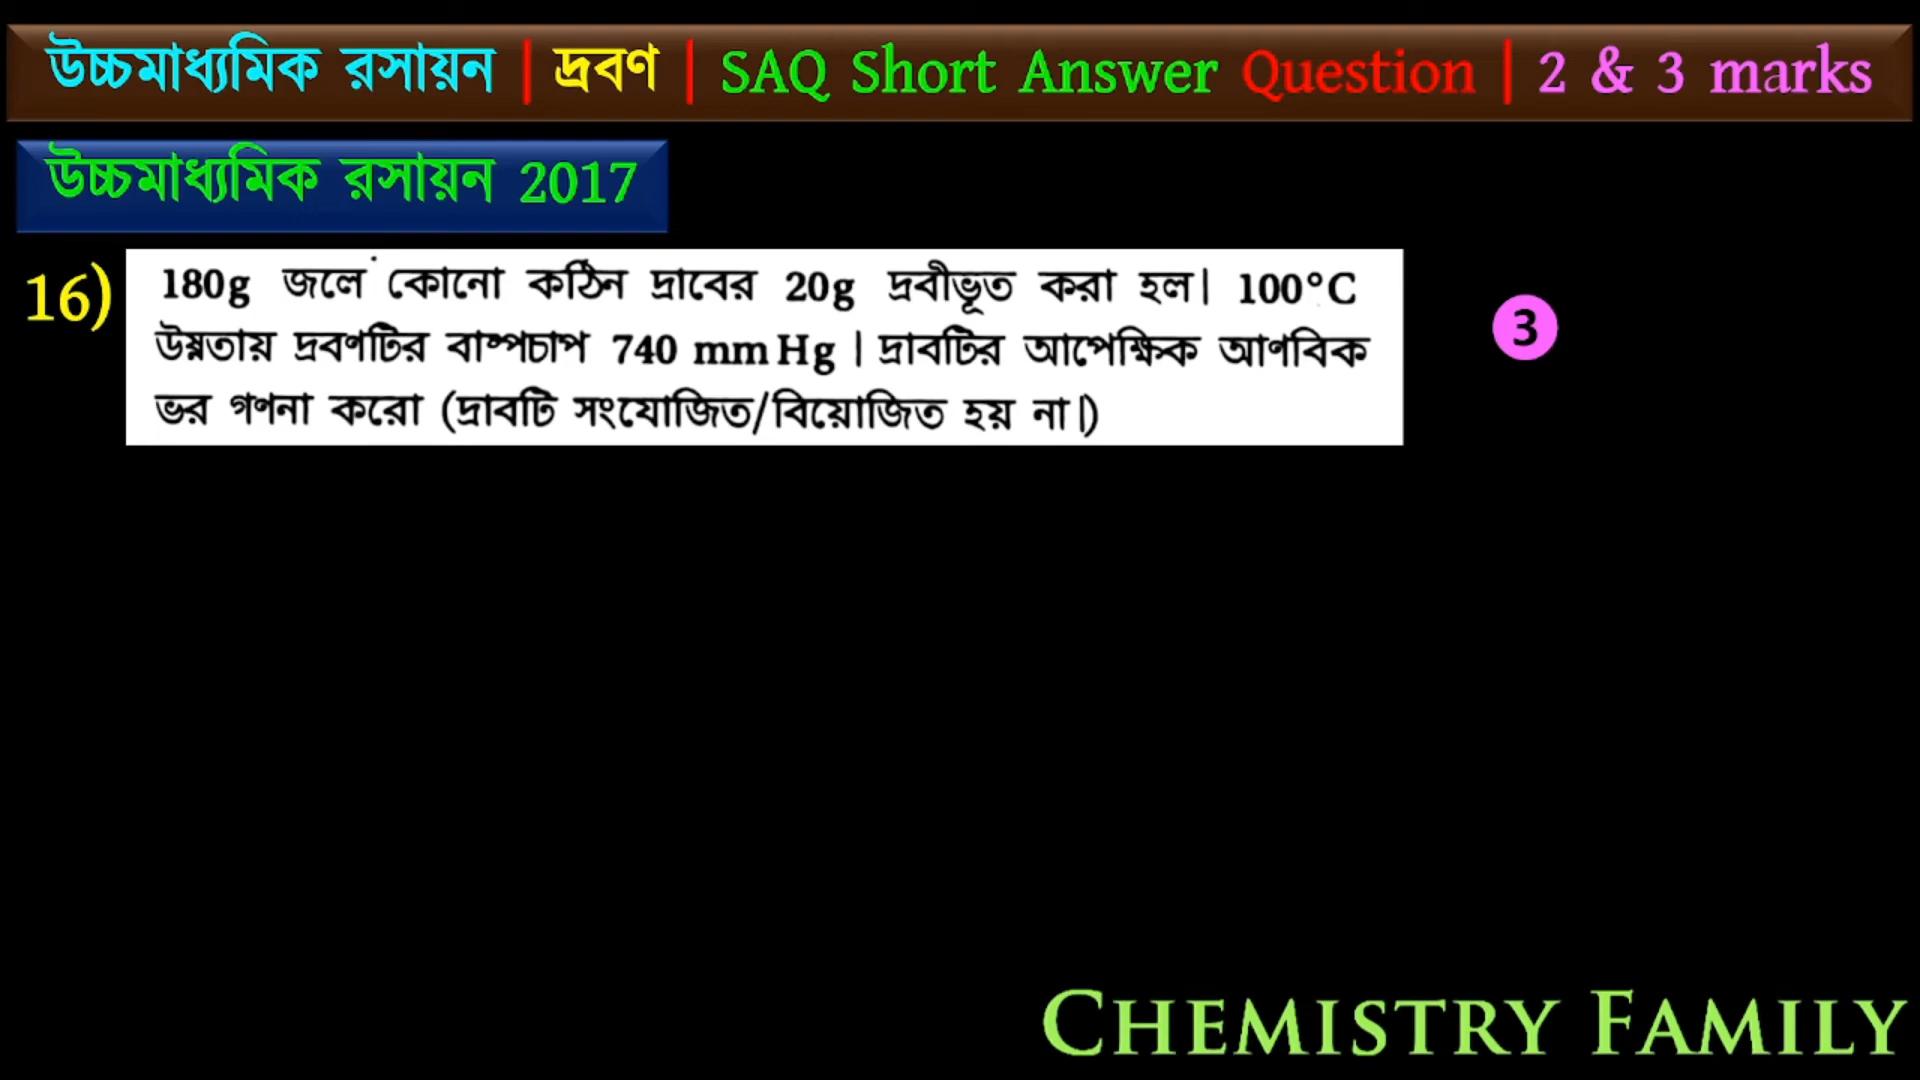 উচ্চমাধ্যমিক রসায়ন | দ্রবণ | SAQ Short Answer Question | 2 & 3 marks
উচ্চমাধ্যমিক রসায়ন 2017
16) 180g জলে কোনো কঠিন দ্রাবের 20g দ্রবীভূত করা হল। 100°C
উষ্ণতায় দ্রবণটির বাষ্পচাপ 740 mm Hg । দ্রাবটির আপেক্ষিক আণবিক
ভর গণনা করো (দ্রাবটি সংযোজিত/বিয়োজিত হয় না।)
3
CHEMISTRY FAMILY